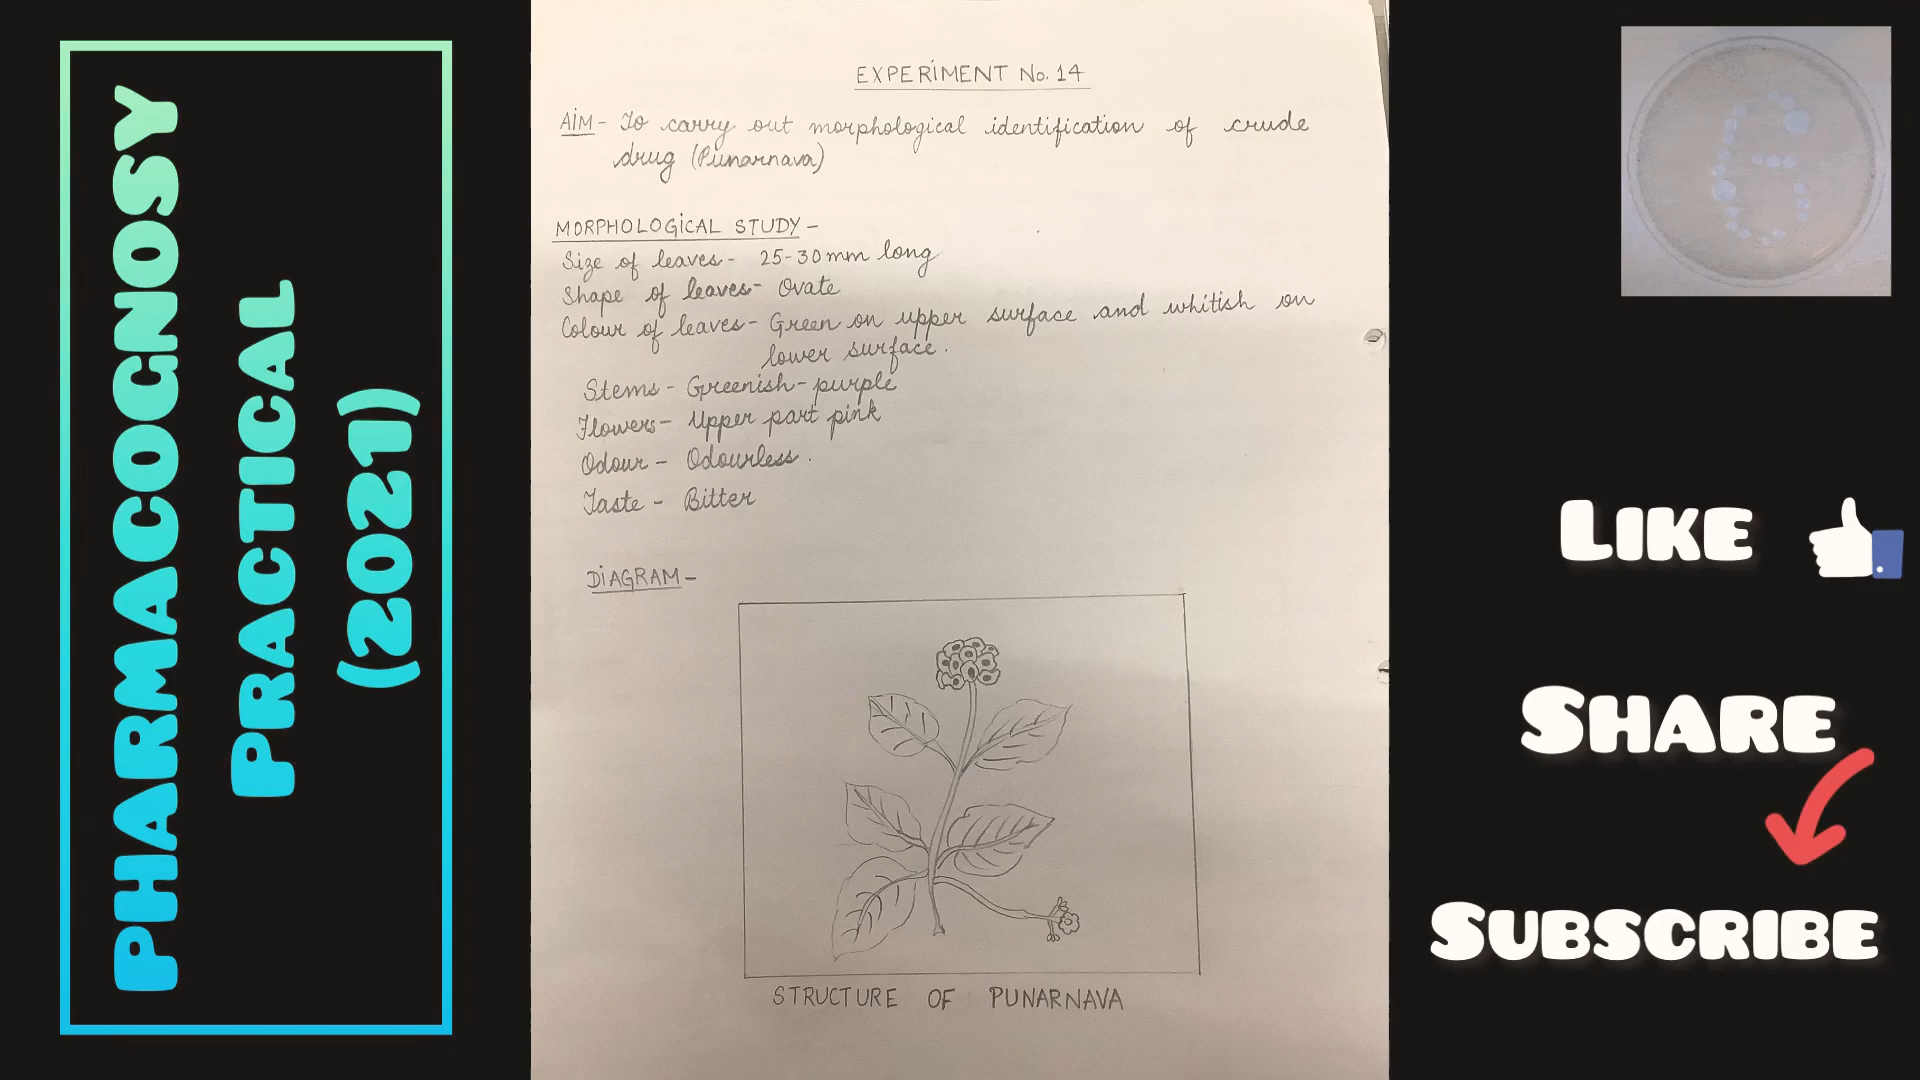 PHARMACOGNOSY
PRACTICAL
(2021)
EXPERIMENT No. 14
AIM - To carry out morphological identification of crude
drug (Punarnava)
MORPHOLOGICAL STUDY -
Size of leaves - 25-30mm long
Shape of leaves - Ovate
Colour of leaves - Green on upper surface and whitish on
lower surface.
Stems - Greenish-purple
Flowers - Upper part pink
Odour - Odourless.
Taste - Bitter
DIAGRAM -
STRUCTURE OF PUNARNAVA
LIKE
SHARE
SUBSCRIBE